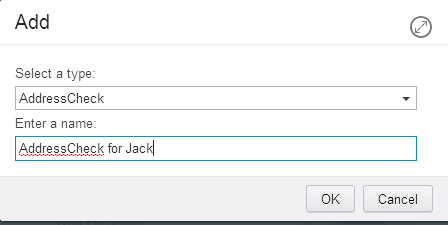 Add
Select a type:
AddressCheck
Enter a name:
AddressCheck for Jack
OK Cancel